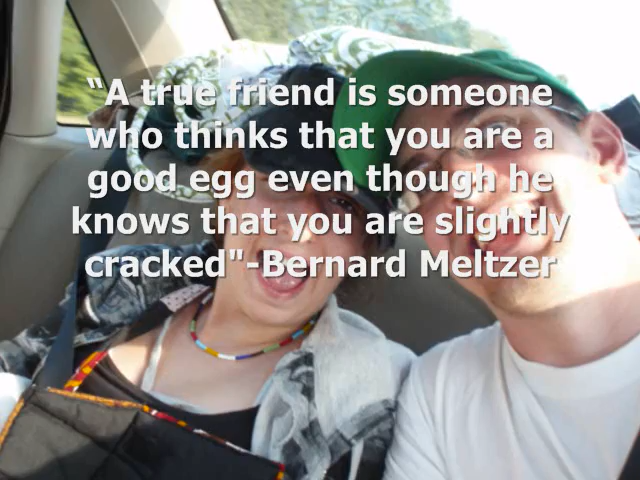 “A true friend is someone
who thinks that you are a
good egg even though he
knows that you are slightly
cracked"-Bernard Meltzer